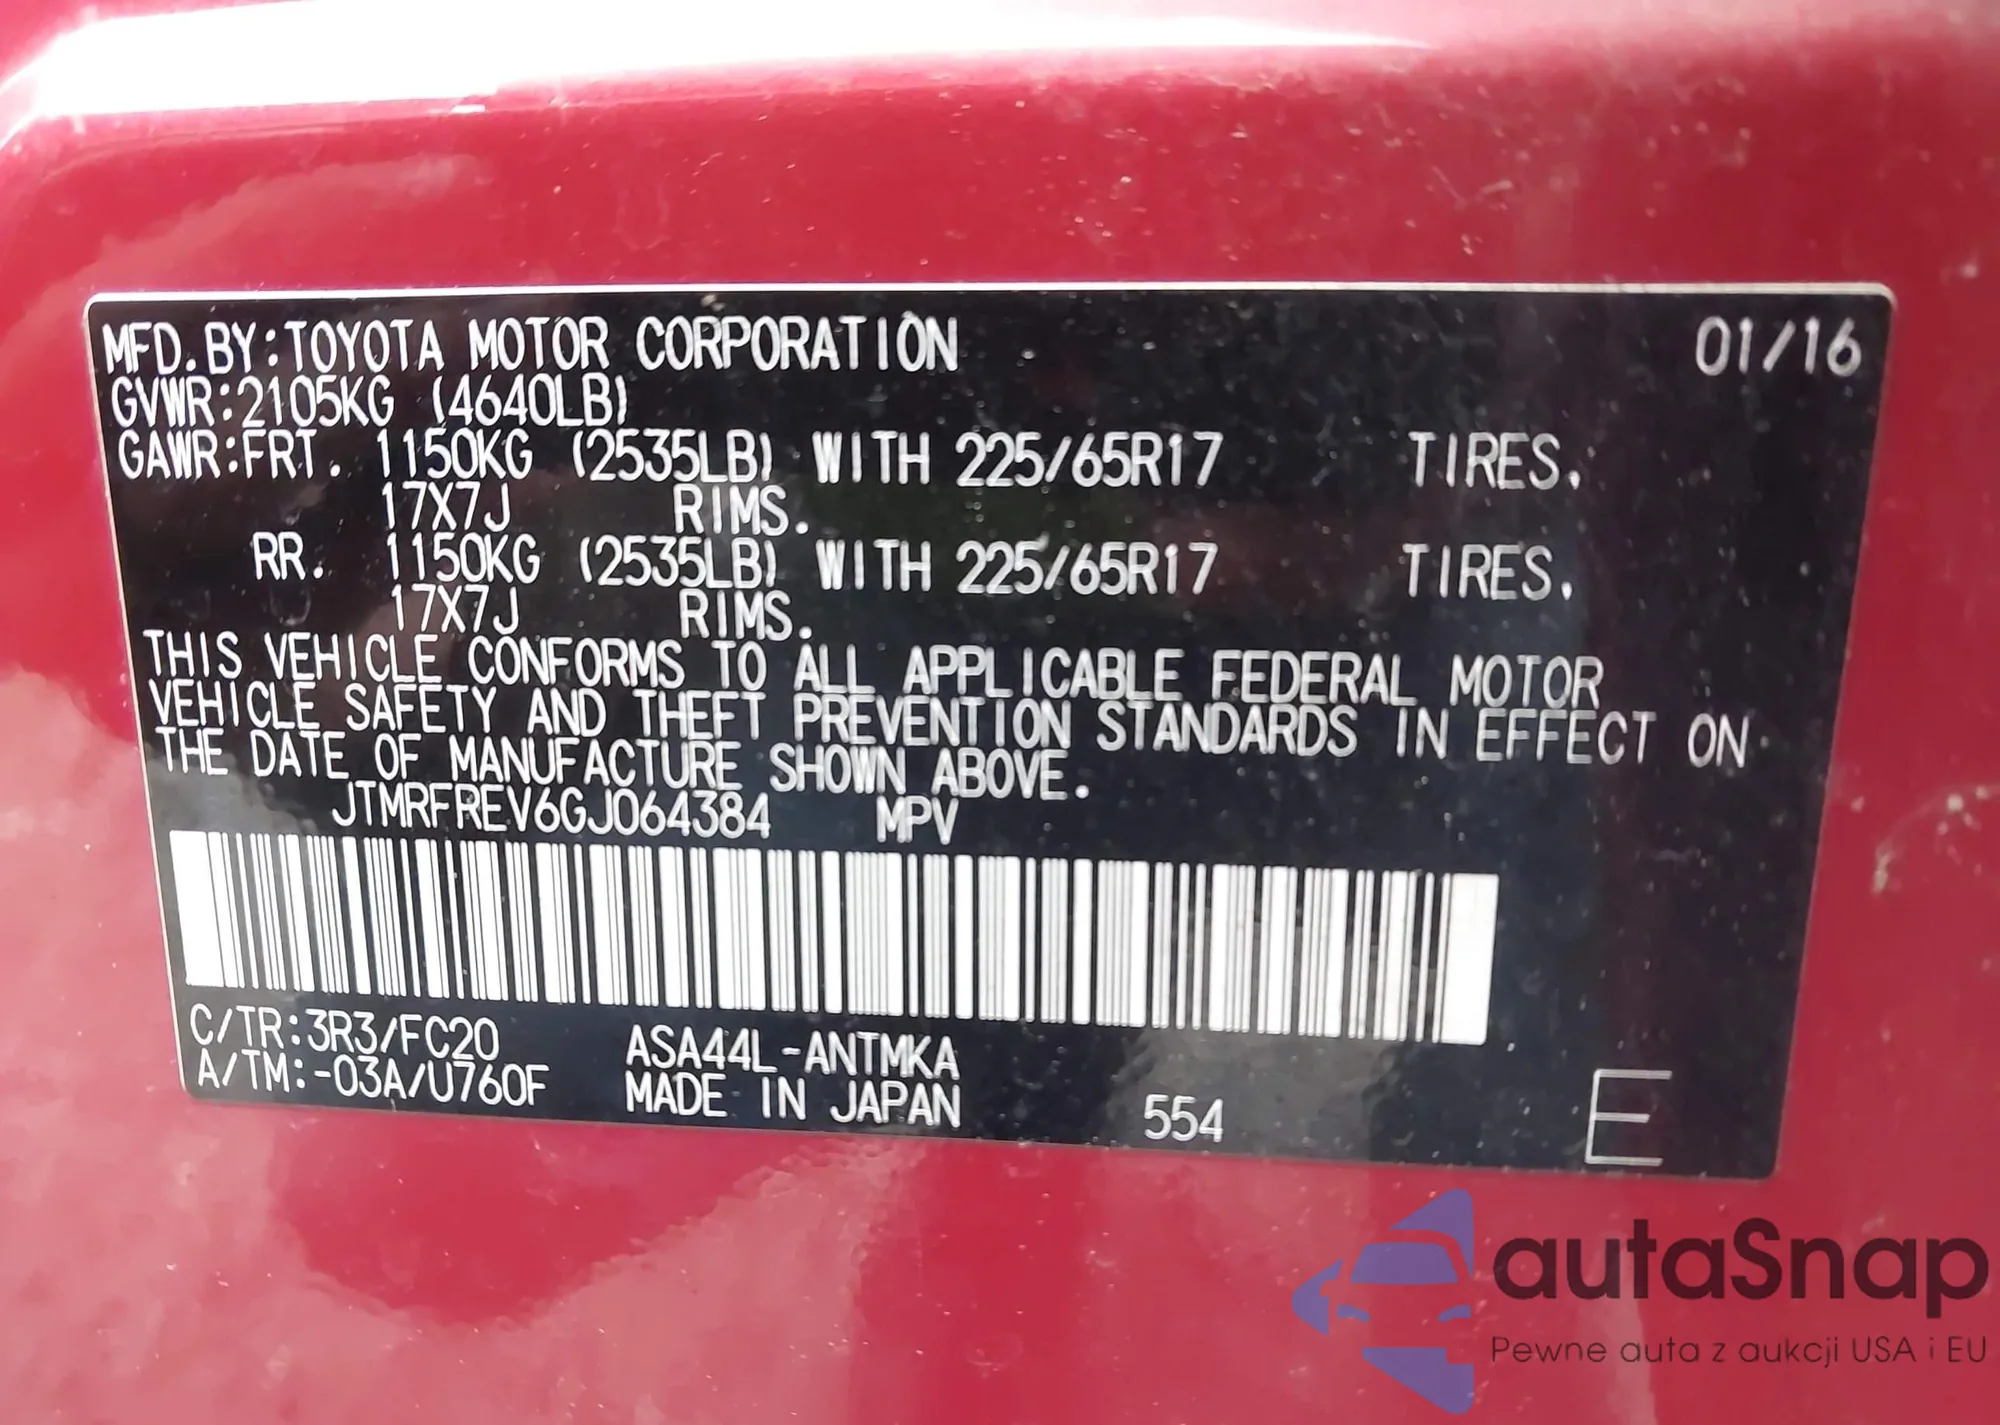 MFD.BY:TOYOTA MOTOR CORPORATION 01/16
GVWR:2105KG (4640LB)
GAWR:FRT. 1150KG (2535LB) WITH 225/65R17 TIRES.
17X7J RIMS.
RR. 1150KG (2535LB) WITH 225/65R17 TIRES.
17X7J RIMS.
THIS VEHICLE CONFORMS TO ALL APPLICABLE FEDERAL MOTOR
VEHICLE SAFETY AND THEFT PREVENTION STANDARDS IN EFFECT ON
THE DATE OF MANUFACTURE SHOWN ABOVE.
JTMRFREV6GJ064384 MPV
C/TR:3R3/FC20 ASA44L-ANTMKA
A/TM:-03A/U760F MADE IN JAPAN 554 E
autaSnap
Pewne auta z aukcji USA i EU